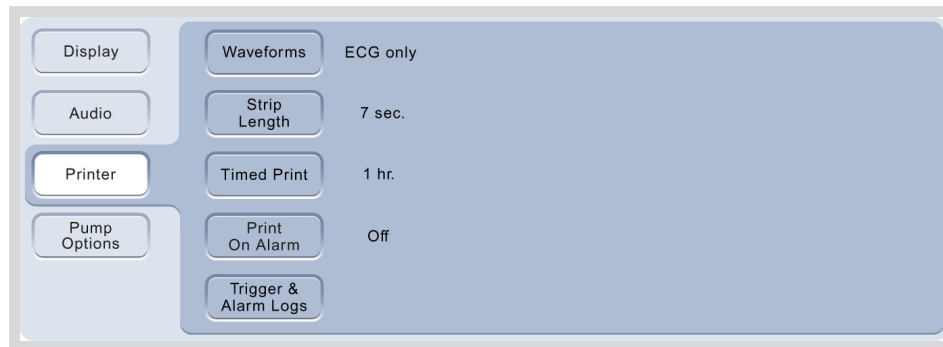 Display
Audio
Printer
Pump
Options
Waveforms
ECG only
Strip
Length
7 sec.
Timed Print
1 hr.
Print
On Alarm
Off
Trigger &
Alarm Logs